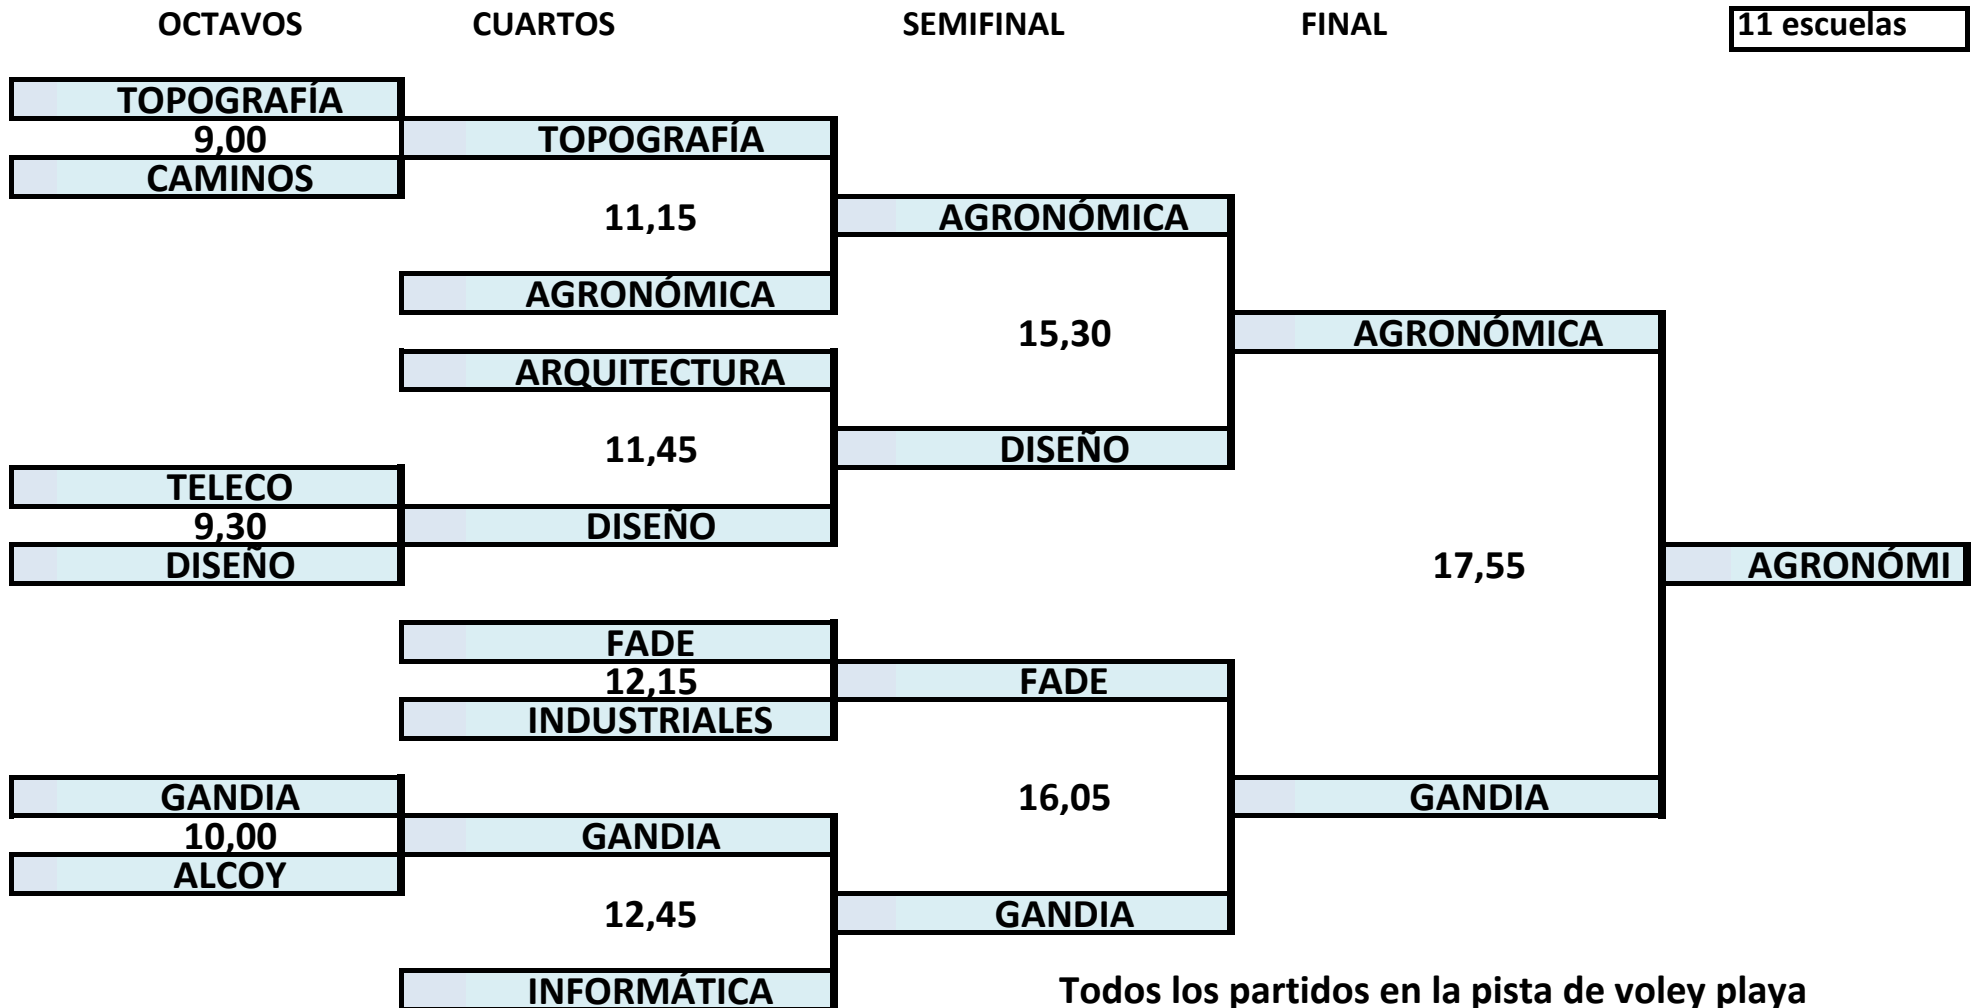 OCTAVOS CUARTOS SEMIFINAL FINAL 11 escuelas
TOPOGRAFÍA
9,00 TOPOGRAFÍA
CAMINOS
11,15 AGRONÓMICA
AGRONÓMICA
15,30 AGRONÓMICA
ARQUITECTURA
11,45 DISEÑO
TELECO
9,30 DISEÑO
DISEÑO 17,55 AGRONÓMI
FADE
12,15 FADE
INDUSTRIALES
GANDIA 16,05 GANDIA
10,00 GANDIA
ALCOY
12,45 GANDIA
INFORMÁTICA Todos los partidos en la pista de voley playa